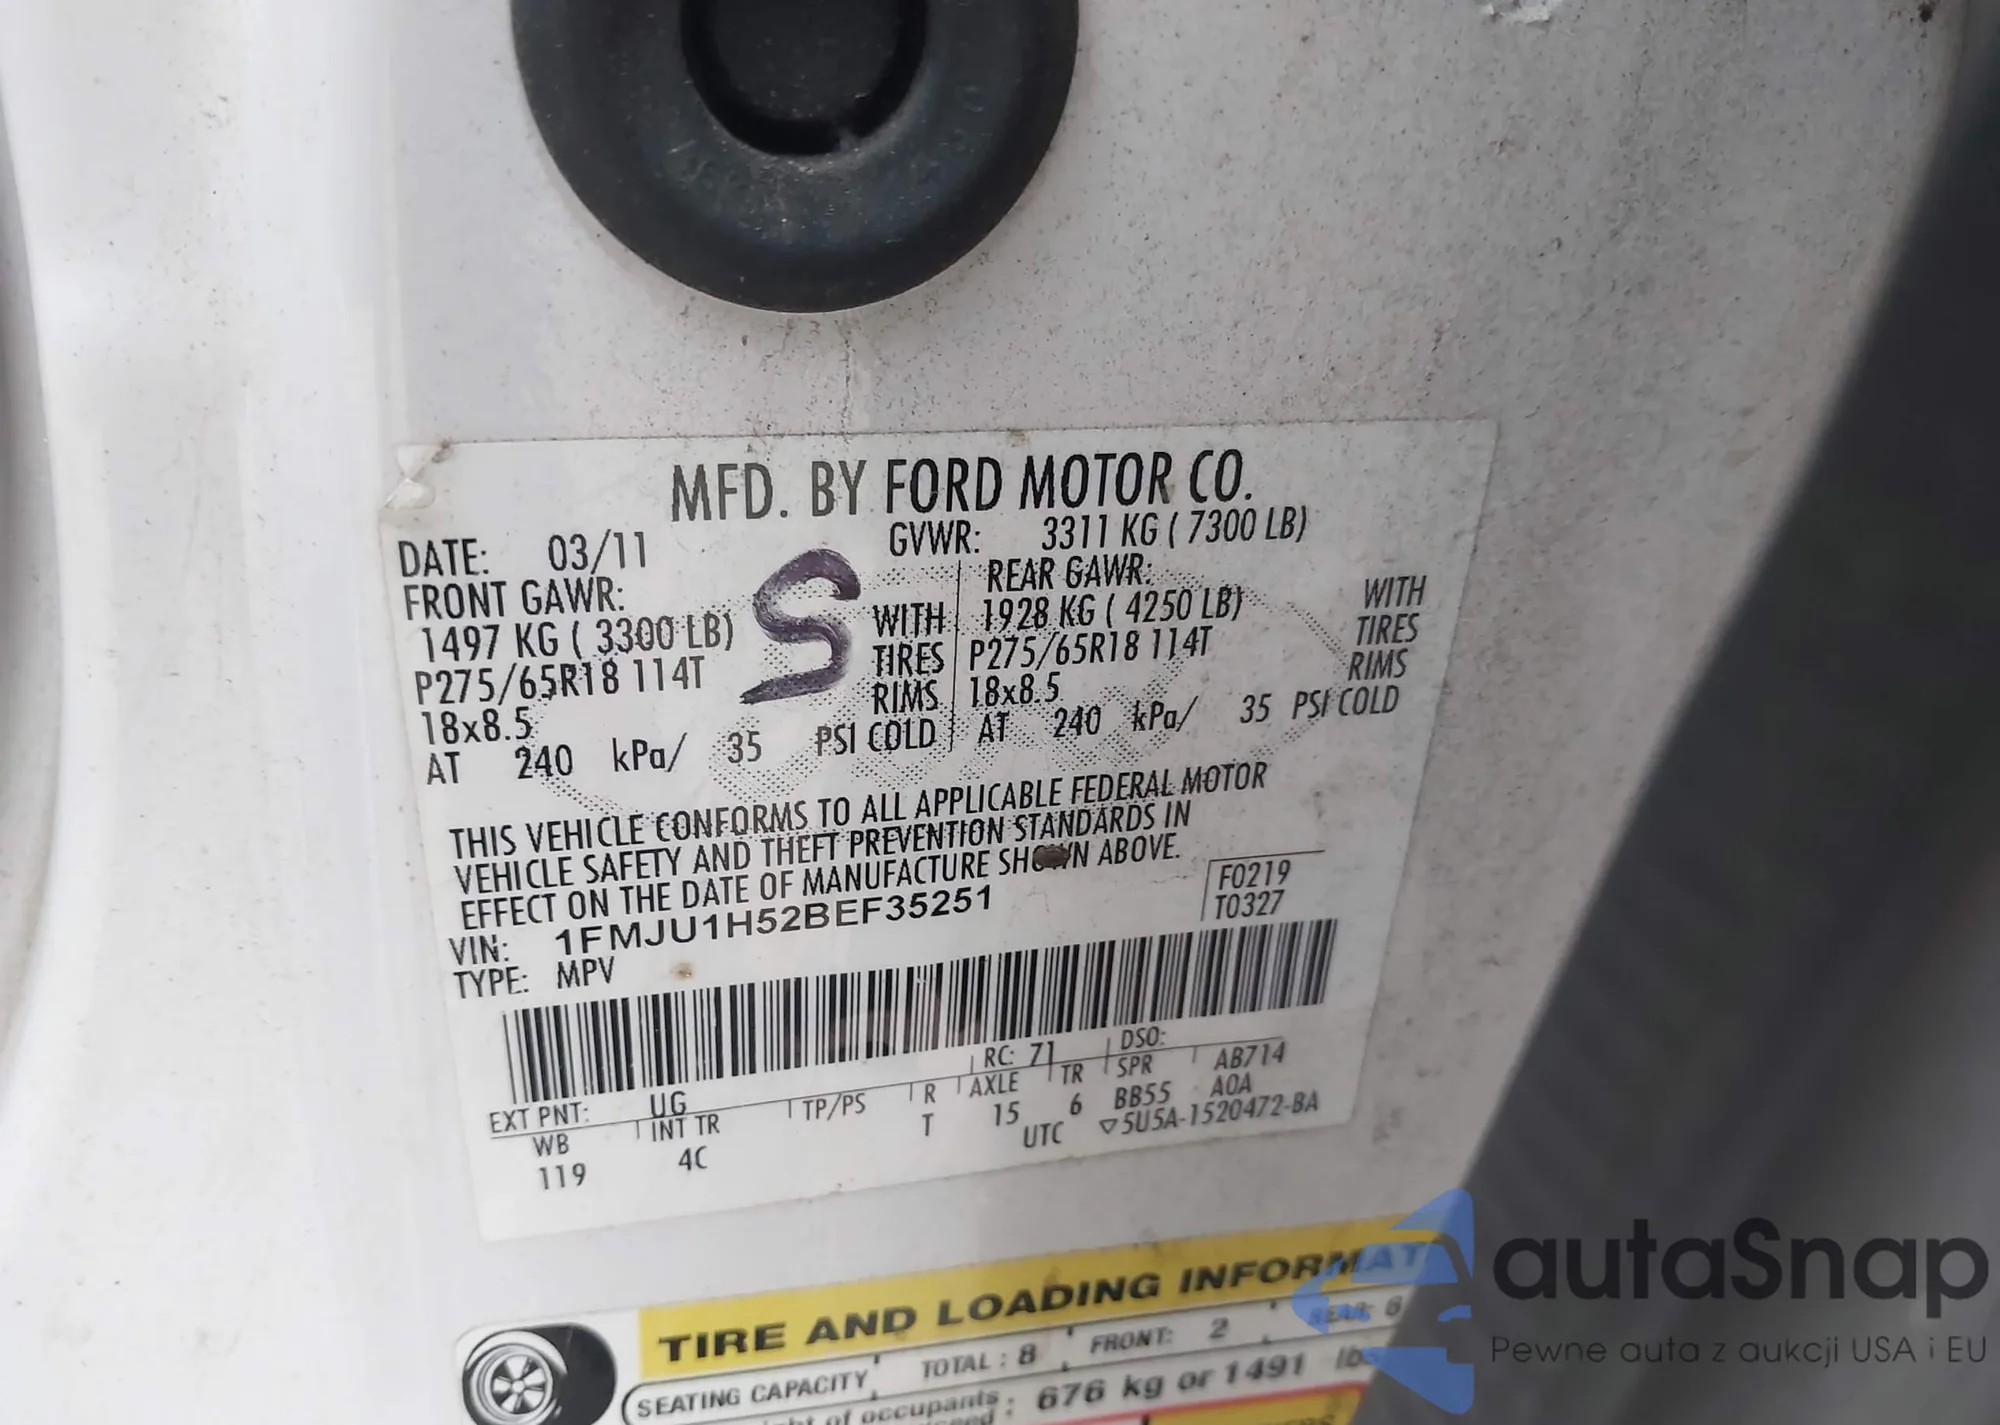 MFD. BY FORD MOTOR CO.
DATE: 03/11 GVWR: 3311 KG ( 7300 LB)
FRONT GAWR: REAR GAWR:
1497 KG ( 3300 LB) WITH 1928 KG ( 4250 LB) WITH
P275/65R18 114T TIRES P275/65R18 114T TIRES
18x8.5 RIMS 18x8.5 RIMS
AT 240 kPa/ 35 PSI COLD AT 240 kPa/ 35 PSI COLD
S
THIS VEHICLE CONFORMS TO ALL APPLICABLE FEDERAL MOTOR
VEHICLE SAFETY AND THEFT PREVENTION STANDARDS IN
EFFECT ON THE DATE OF MANUFACTURE SHOWN ABOVE.
VIN: 1FMJU1H52BEF35251 F0219
TYPE: MPV T0327
EXT PNT: UG RC: 71 DSO:
WB INT TR TP/PS R AXLE TR SPR AB714
119 4C T 15 6 BB55 A0A
UTC ▽5U5A-1520472-BA
TIRE AND LOADING INFORMAT
SEATING CAPACITY TOTAL : 8 FRONT: 2 REAR: 6
of occupants : 676 kg or 1491 lbs
autaSnap
Pewne auta z aukcji USA i EU